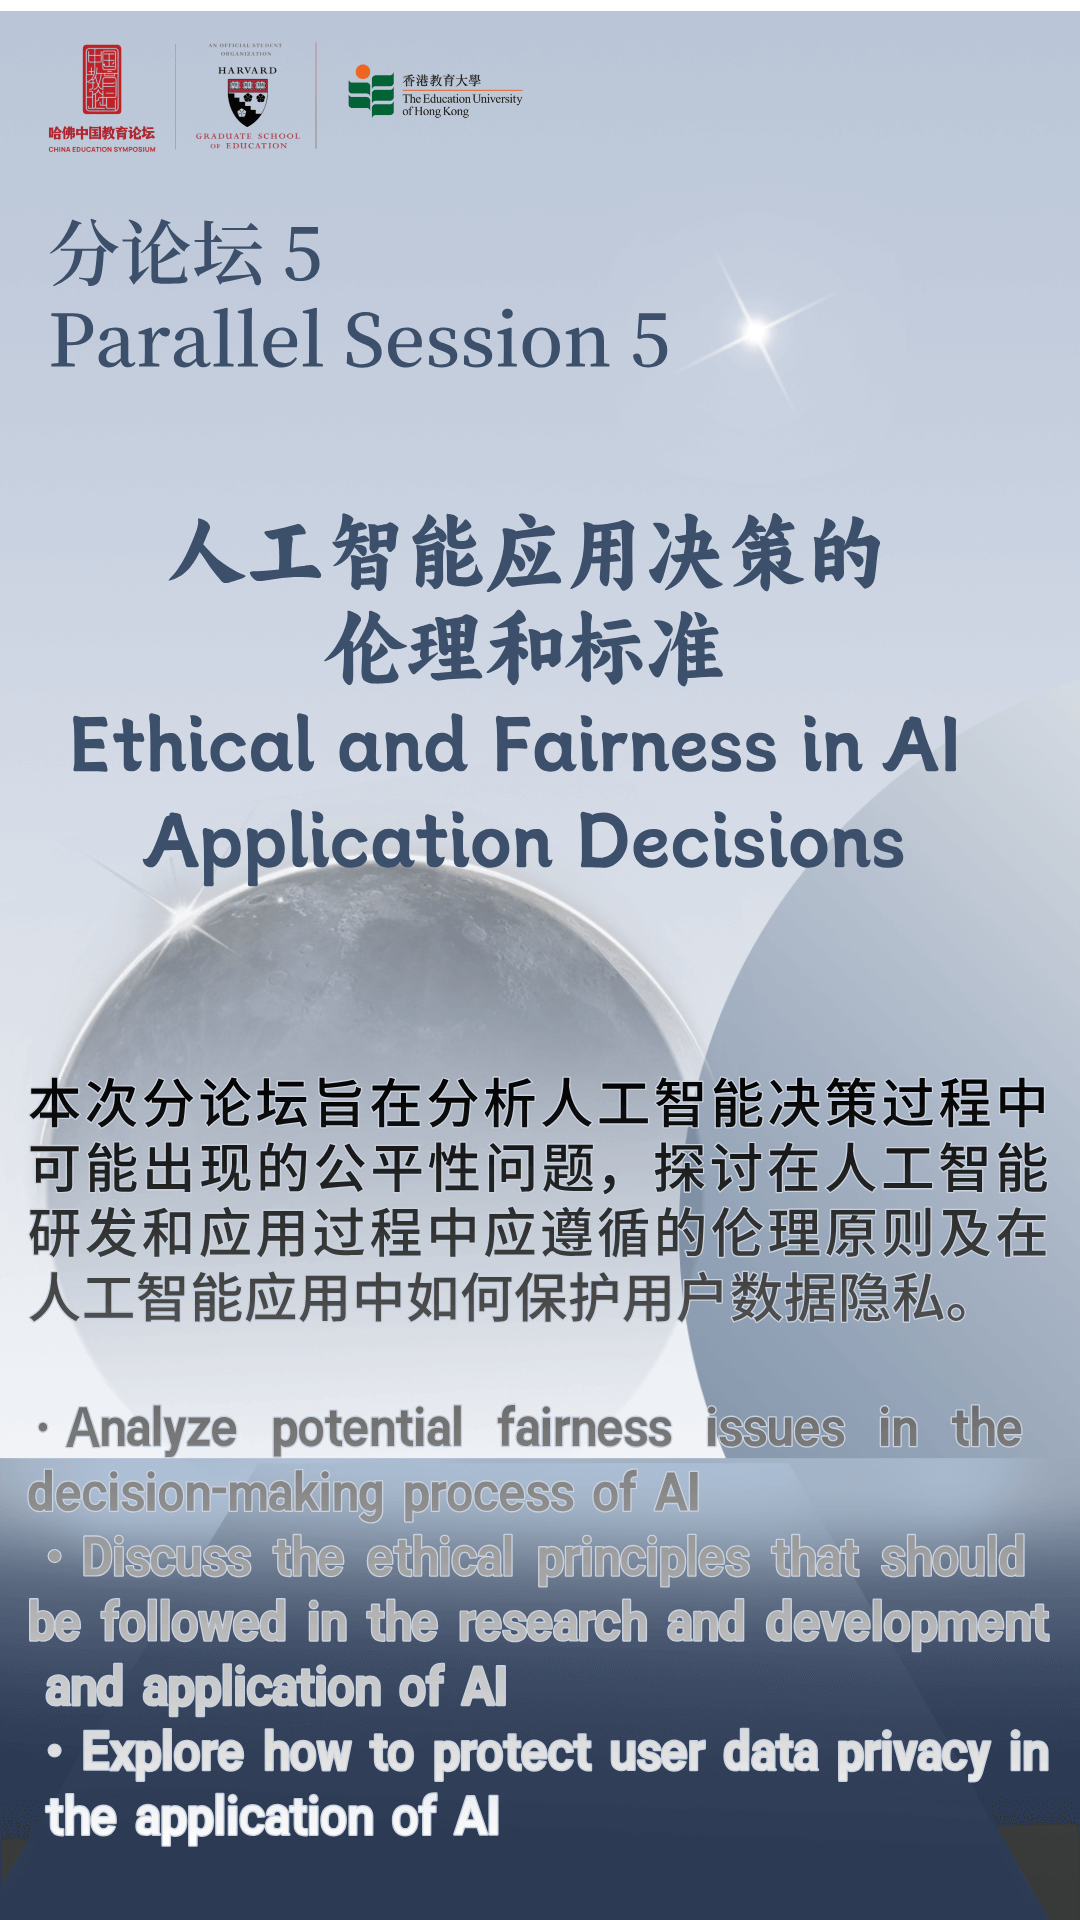 中国教育论坛
哈佛中国教育论坛
CHINA EDUCATION SYMPOSIUM
AN OFFICIAL STUDENT
ORGANIZATION
HARVARD
GRADUATE SCHOOL
OF EDUCATION
香港教育大學
The Education University
of Hong Kong
分论坛 5
Parallel Session 5
人工智能应用决策的
伦理和标准
Ethical and Fairness in AI
Application Decisions
本次分论坛旨在分析人工智能决策过程中
可能出现的公平性问题，探讨在人工智能
研发和应用过程中应遵循的伦理原则及在
人工智能应用中如何保护用户数据隐私。
· Analyze potential fairness issues in the
decision-making process of AI
• Discuss the ethical principles that should
be followed in the research and development
and application of AI
• Explore how to protect user data privacy in
the application of AI